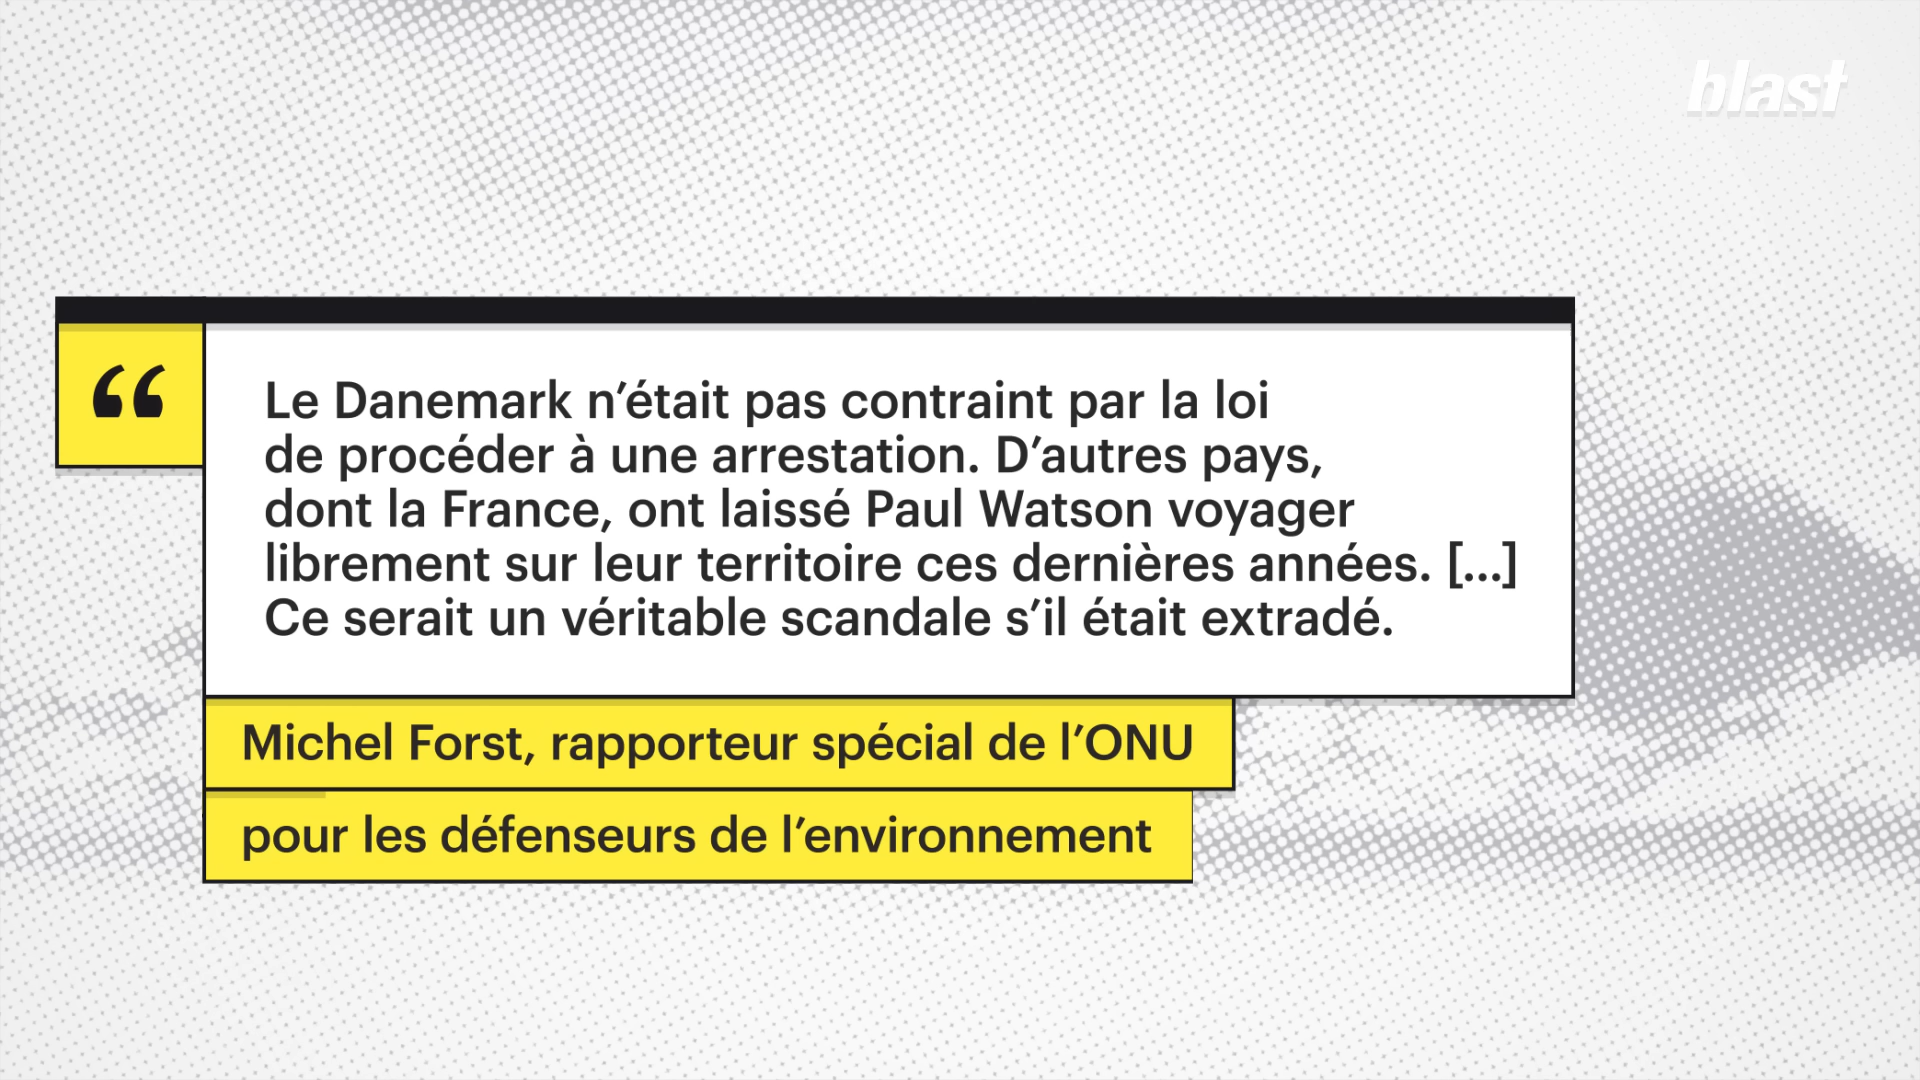 blast
“
Le Danemark n’était pas contraint par la loi
de procéder à une arrestation. D’autres pays,
dont la France, ont laissé Paul Watson voyager
librement sur leur territoire ces dernières années. [...]
Ce serait un véritable scandale s’il était extradé.
Michel Forst, rapporteur spécial de l’ONU
pour les défenseurs de l’environnement